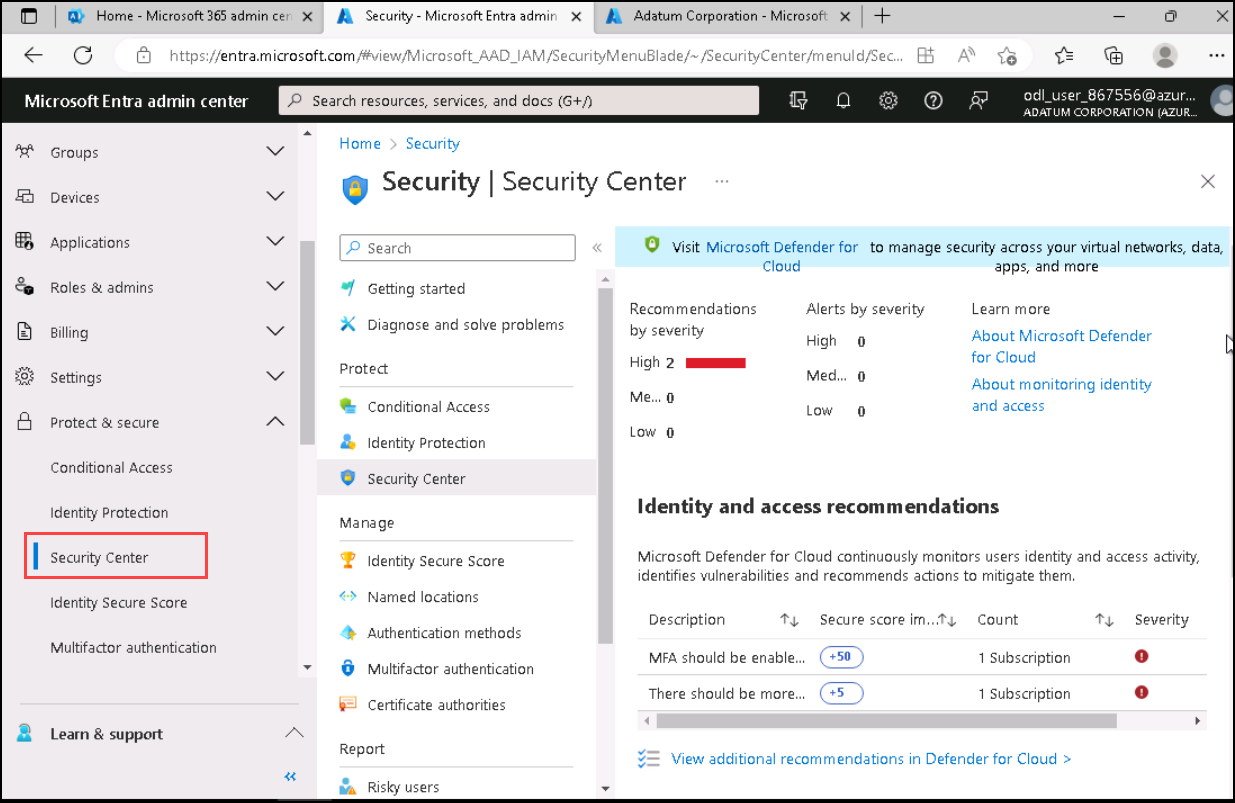 Home - Microsoft 365 admin cen
Security - Microsoft Entra admin
Adatum Corporation - Microsoft
https://entra.microsoft.com/#view/Microsoft_AAD_IAM/SecurityMenuBlade/~/SecurityCenter/menuId/Sec...
Microsoft Entra admin center
Search resources, services, and docs (G+/)
odl_user_867556@azur...
ADATUM CORPORATION (AZUR...
Groups
Devices
Applications
Roles & admins
Billing
Settings
Protect & secure
Conditional Access
Identity Protection
Security Center
Identity Secure Score
Multifactor authentication
Learn & support
Home > Security
Security | Security Center ...
Search
Getting started
Diagnose and solve problems
Protect
Conditional Access
Identity Protection
Security Center
Manage
Identity Secure Score
Named locations
Authentication methods
Multifactor authentication
Certificate authorities
Report
Risky users
Visit Microsoft Defender for Cloud to manage security across your virtual networks, data,
apps, and more
Recommendations
by severity
High 2
Me... 0
Low 0
Alerts by severity
High 0
Med... 0
Low 0
Learn more
About Microsoft Defender
for Cloud
About monitoring identity
and access
Identity and access recommendations
Microsoft Defender for Cloud continuously monitors users identity and access activity,
identifies vulnerabilities and recommends actions to mitigate them.
Description Secure score im... Count Severity
MFA should be enable... +50 1 Subscription
There should be more... +5 1 Subscription
View additional recommendations in Defender for Cloud >